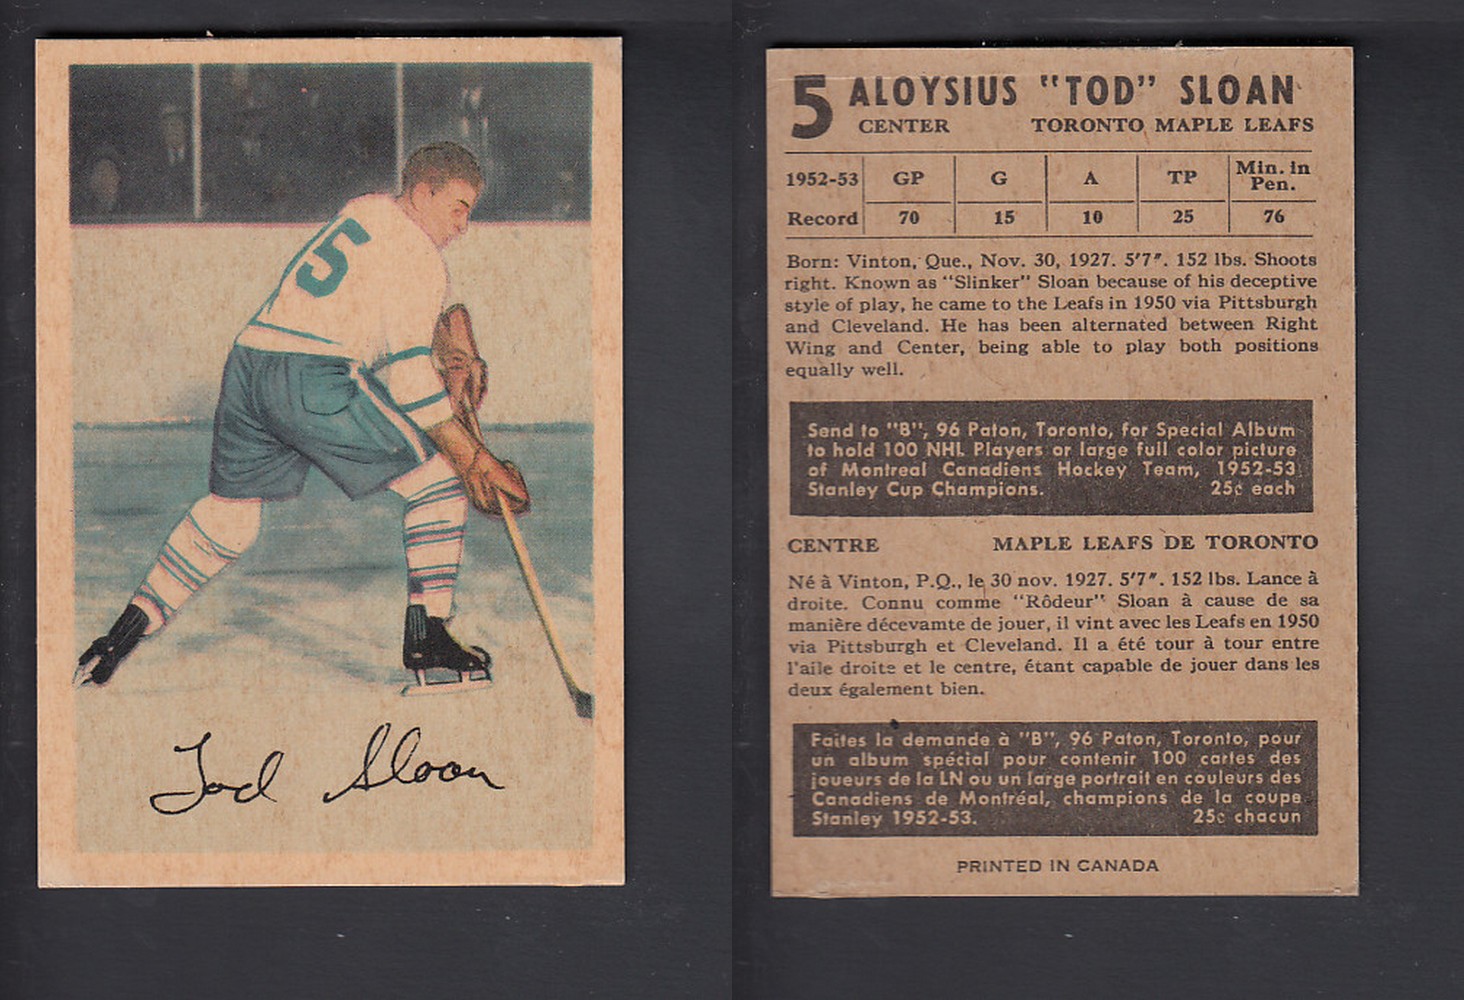 5
Tod Sloan
5 ALOYSIUS "TOD" SLOAN
CENTER TORONTO MAPLE LEAFS
1952-53 GP G A TP Min. in Pen.
Record 70 15 10 25 76
Born: Vinton, Que., Nov. 30, 1927. 5'7". 152 lbs. Shoots
right. Known as "Slinker" Sloan because of his deceptive
style of play, he came to the Leafs in 1950 via Pittsburgh
and Cleveland. He has been alternated between Right
Wing and Center, being able to play both positions
equally well.
Send to "B", 96 Paton, Toronto, for Special Album
to hold 100 NHL Players or large full color picture
of Montreal Canadiens Hockey Team, 1952-53
Stanley Cup Champions. 25¢ each
CENTRE MAPLE LEAFS DE TORONTO
Né à Vinton, P.Q., le 30 nov. 1927. 5'7". 152 lbs. Lance à
droite. Connu comme "Rôdeur" Sloan à cause de sa
manière décevamte de jouer, il vint avec les Leafs en 1950
via Pittsburgh et Cleveland. Il a été tour à tour entre
l'aile droite et le centre, étant capable de jouer dans les
deux également bien.
Faites la demande à "B", 96 Paton, Toronto, pour
un album spécial pour contenir 100 cartes des
joueurs de la LN ou un large portrait en couleurs des
Canadiens de Montréal, champions de la coupe
Stanley 1952-53. 25¢ chacun
PRINTED IN CANADA